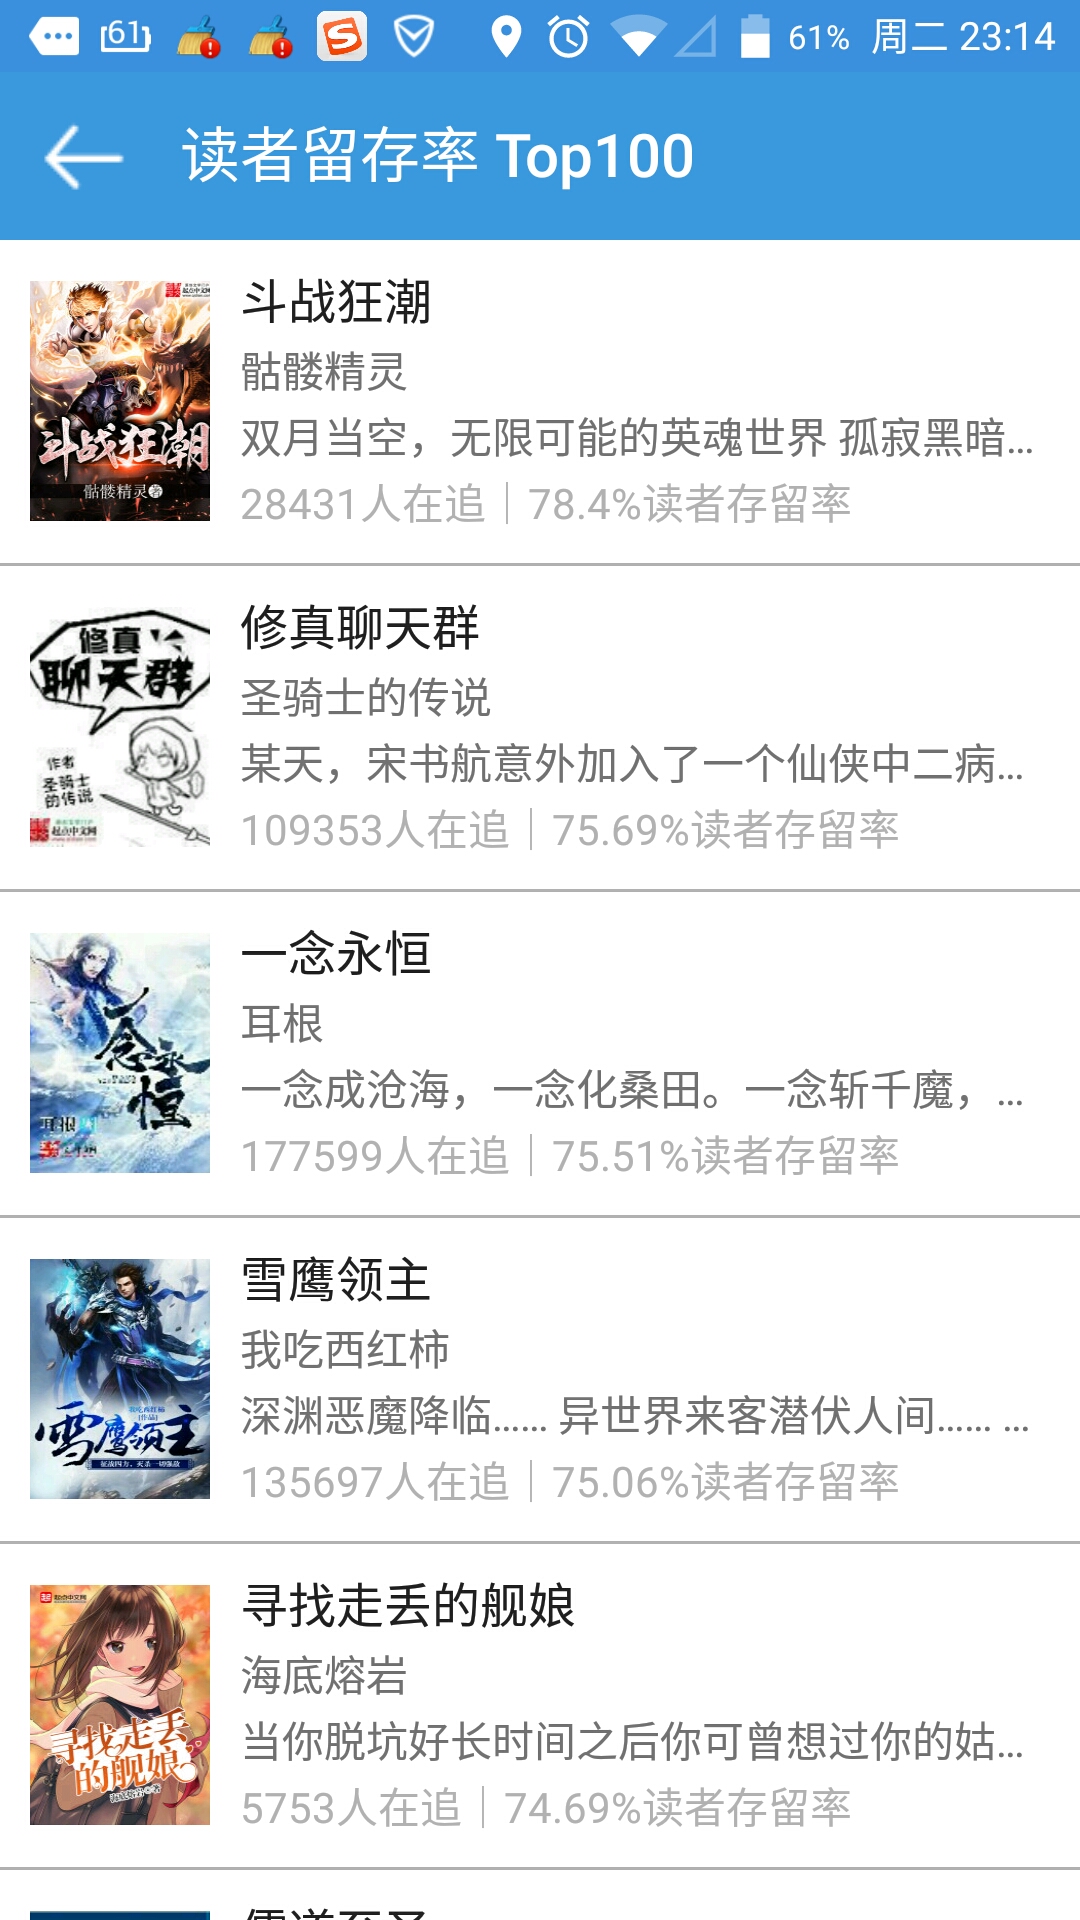 61 61% 周二 23:14
读者留存率 Top100
斗战狂潮
骷髅精灵
双月当空，无限可能的英魂世界 孤寂黑暗...
28431人在追 | 78.4%读者存留率
斗战狂潮
骷髅精灵 著
修真聊天群
圣骑士的传说
某天，宋书航意外加入了一个仙侠中二病...
109353人在追 | 75.69%读者存留率
修真
聊天群
作者
圣骑士
的传说
起点中文网
一念永恒
耳根
一念成沧海，一念化桑田。一念斩千魔，...
177599人在追 | 75.51%读者存留率
一念永恒
耳根
雪鹰领主
我吃西红柿
深渊恶魔降临...... 异世界来客潜伏人间...... ...
135697人在追 | 75.06%读者存留率
雪鹰领主
寻找走丢的舰娘
海底熔岩
当你脱坑好长时间之后你可曾想过你的姑...
5753人在追 | 74.69%读者存留率
寻找走丢
的舰娘